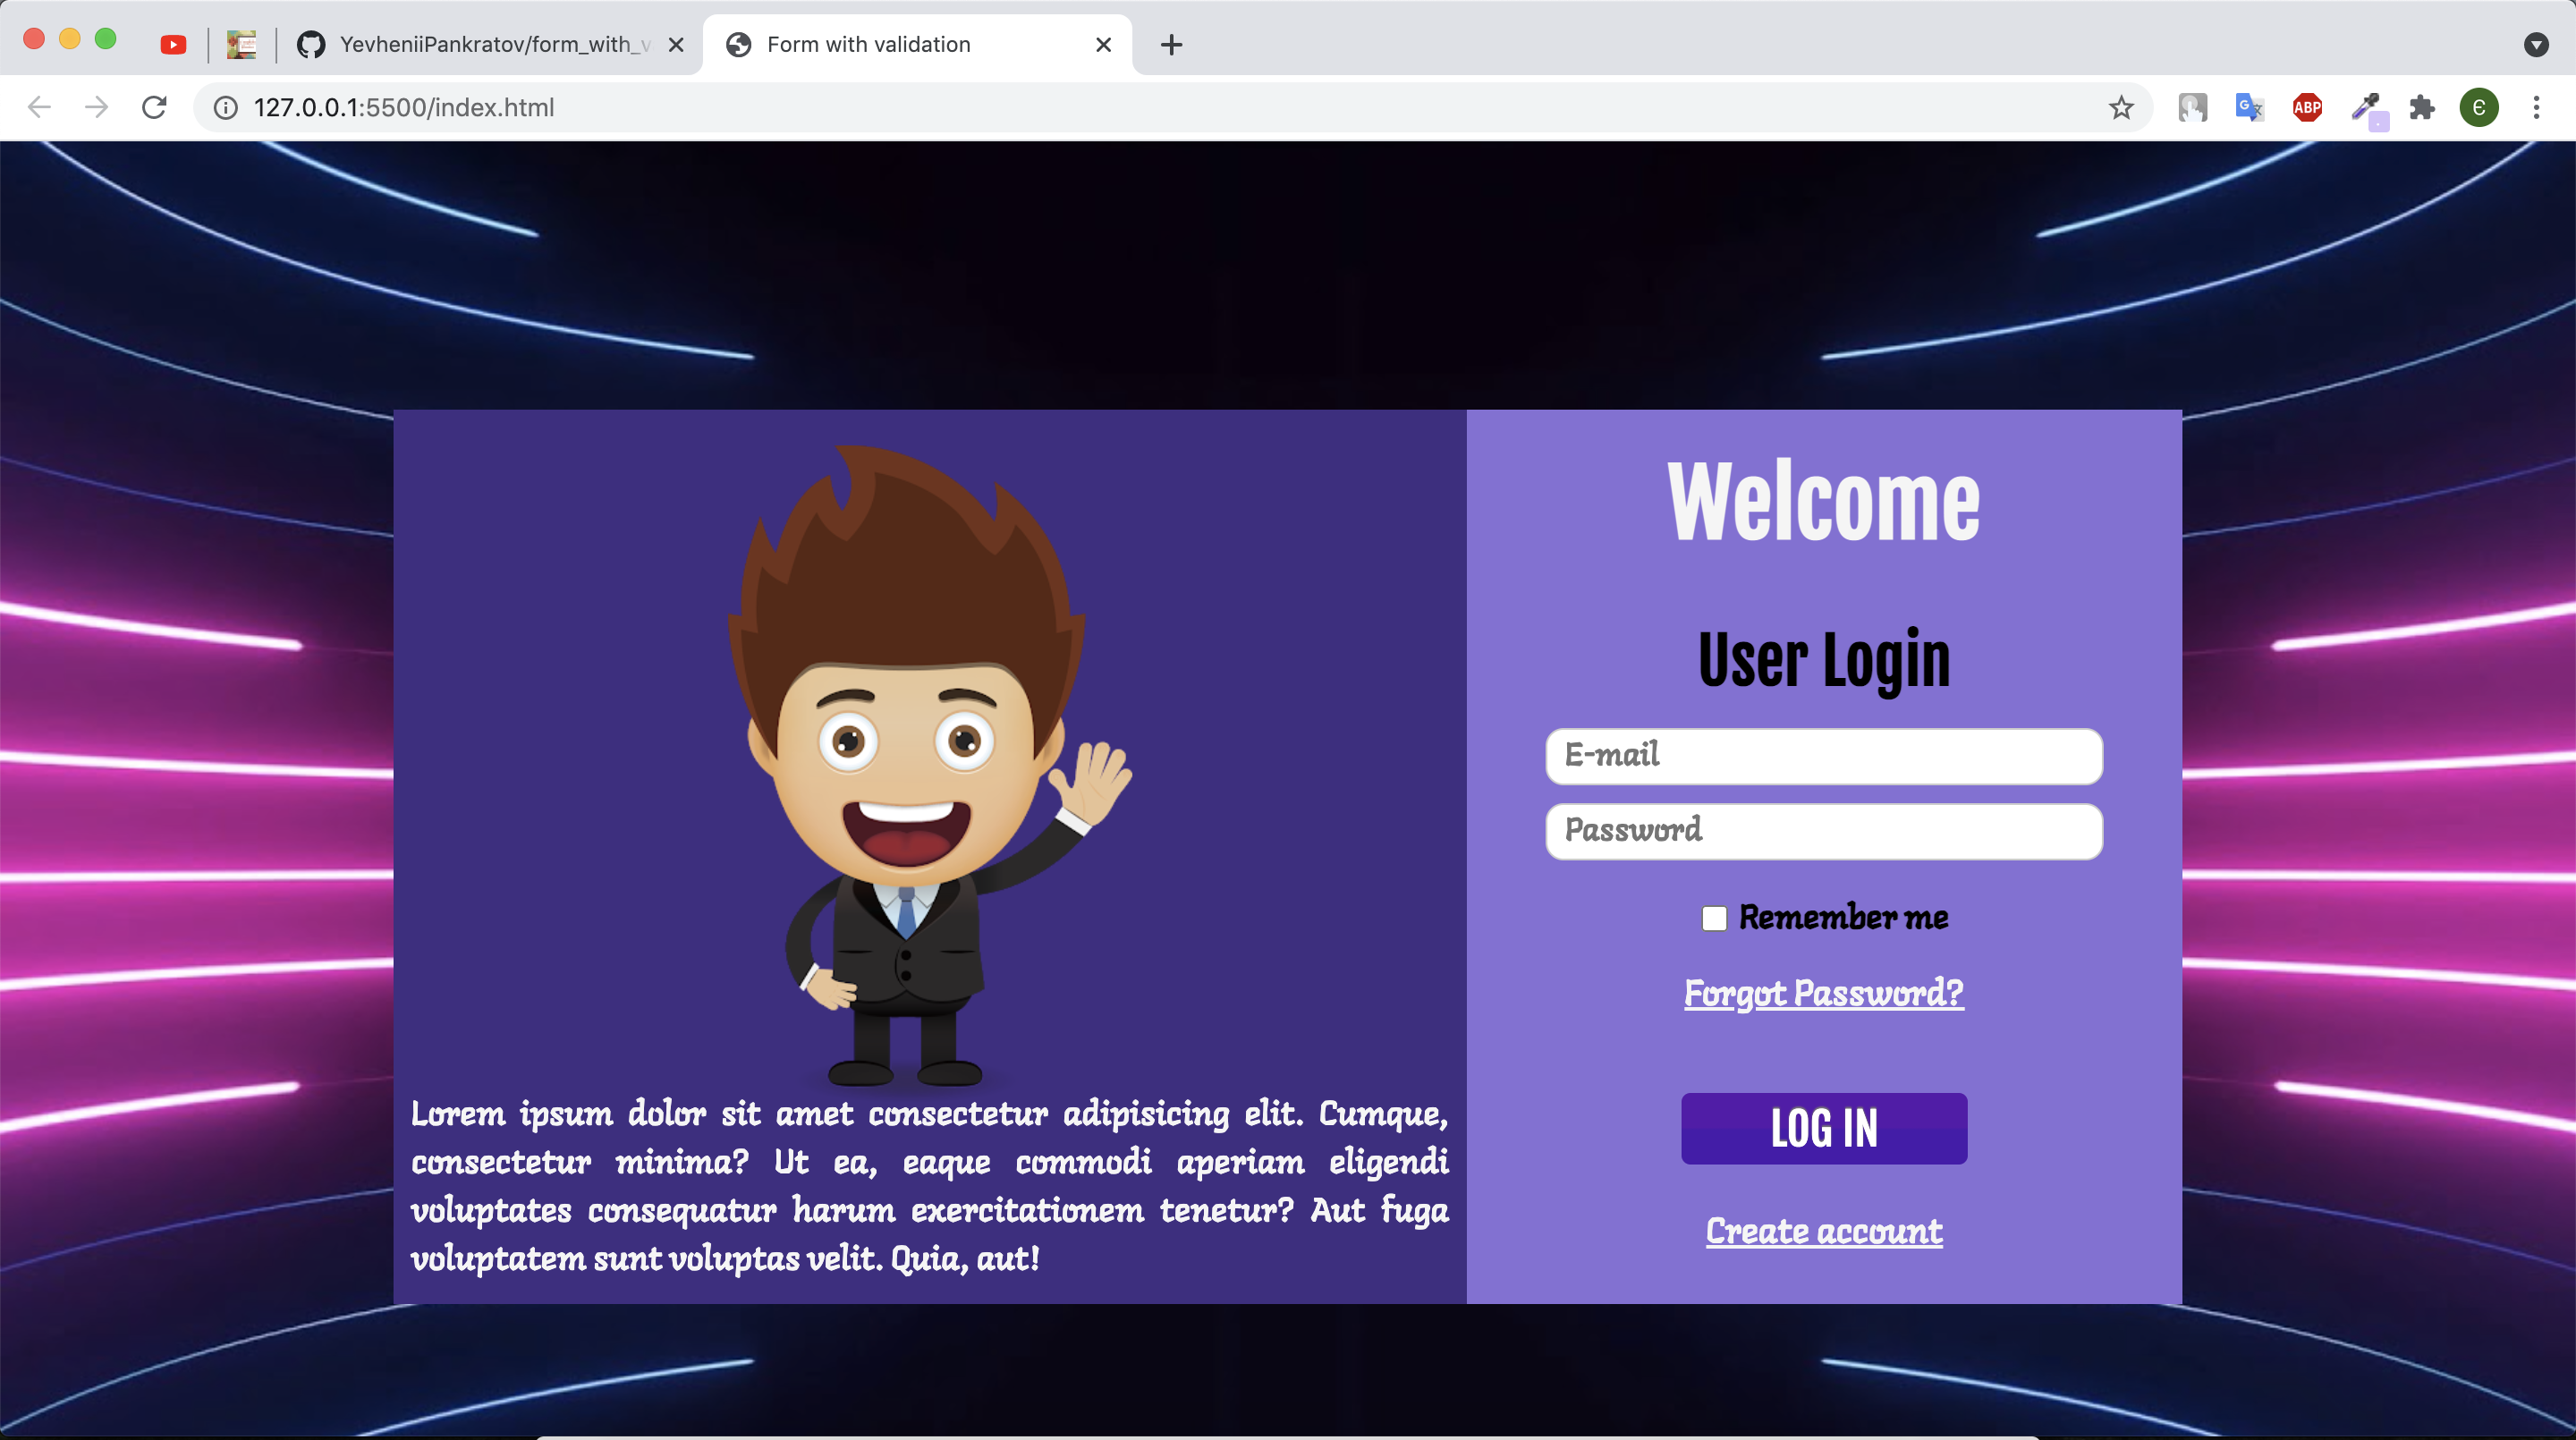 YevheniiPankratov/form_with_v
Form with validation
127.0.0.1:5500/index.html
ABP
Є
Welcome
User Login
E-mail
Password
Remember me
Forgot Password?
LOG IN
Create account
Lorem ipsum dolor sit amet consectetur adipisicing elit. Cumque,
consectetur minima? Ut ea, eaque commodi aperiam eligendi
voluptates consequatur harum exercitationem tenetur? Aut fuga
voluptatem sunt voluptas velit. Quia, aut!